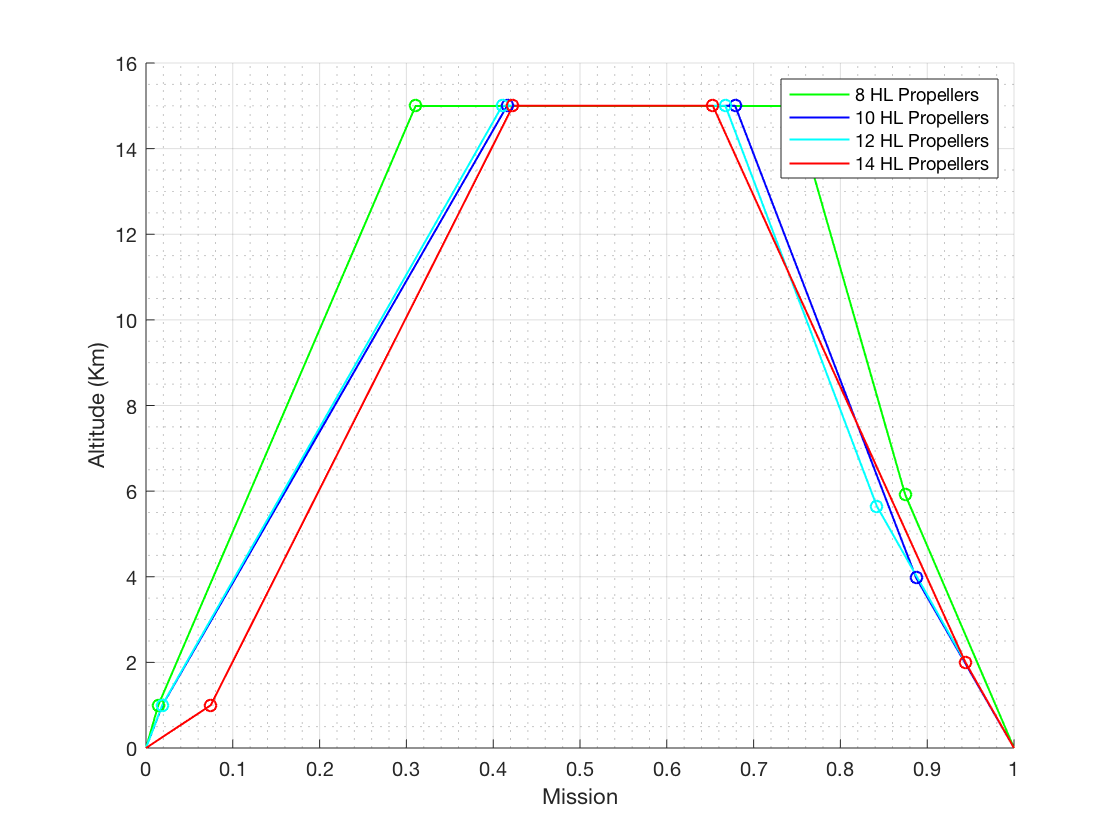 16
14
12
10
8
6
4
2
0
Altitude (Km)
8 HL Propellers
10 HL Propellers
12 HL Propellers
14 HL Propellers
0 0.1 0.2 0.3 0.4 0.5 0.6 0.7 0.8 0.9 1
Mission